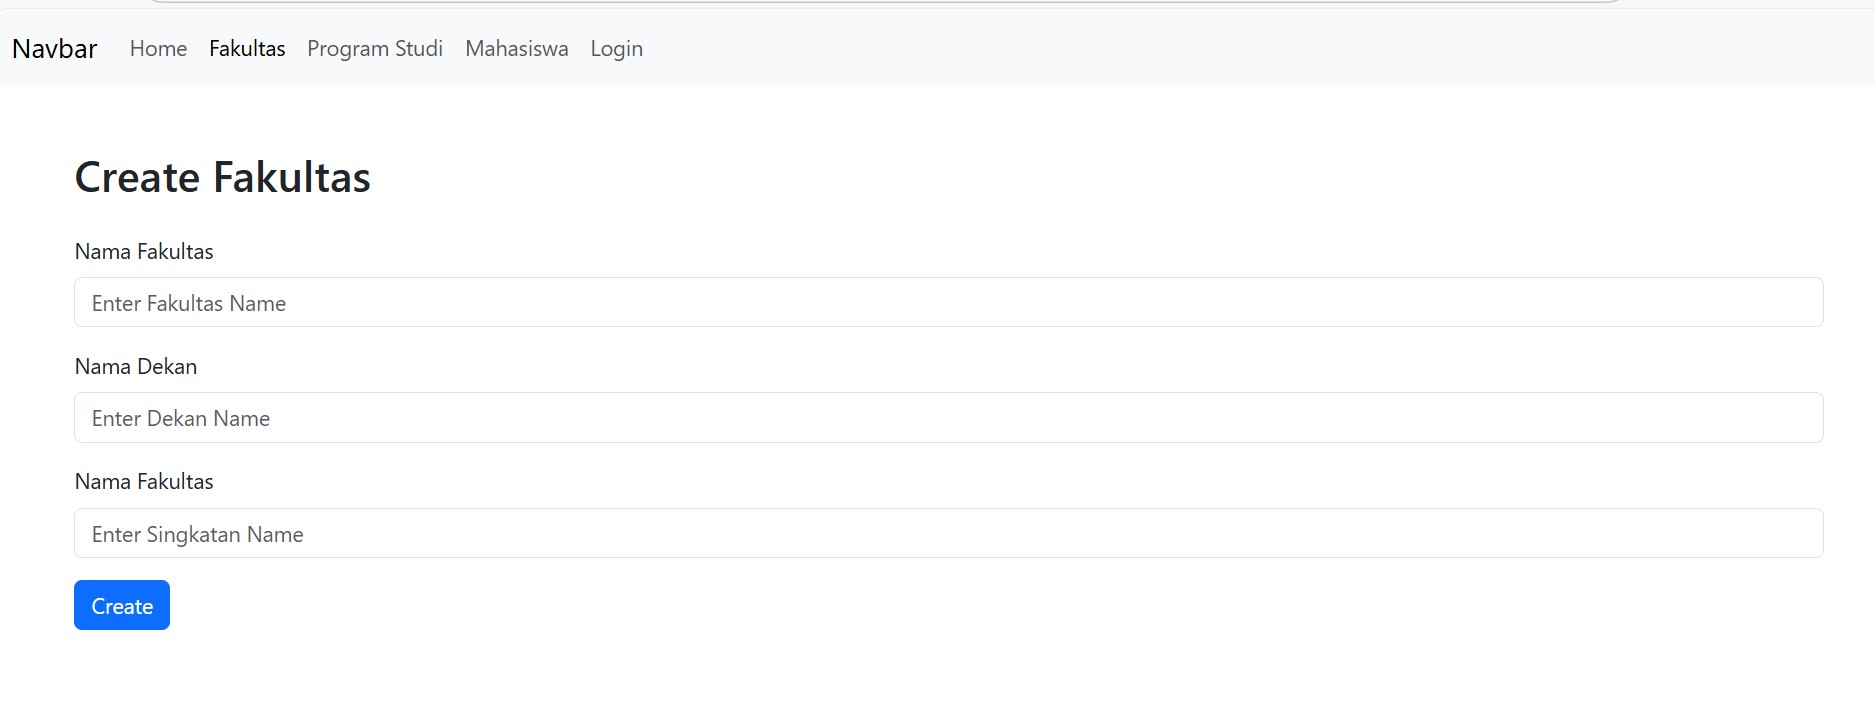 Navbar Home Fakultas Program Studi Mahasiswa Login
Create Fakultas
Nama Fakultas
Enter Fakultas Name
Nama Dekan
Enter Dekan Name
Nama Fakultas
Enter Singkatan Name
Create